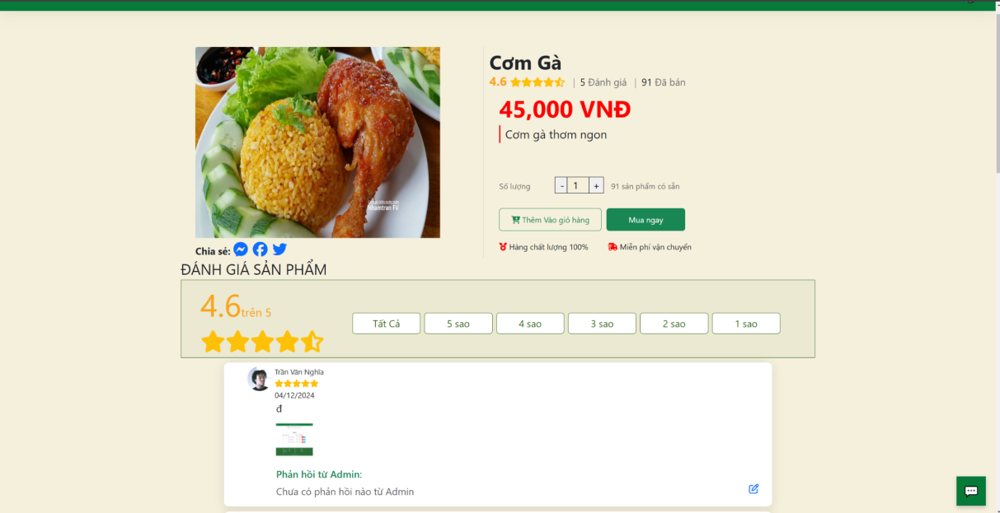 Cơm Gà
4.6 | 5 Đánh giá | 91 Đã bán
45,000 VNĐ
Cơm gà thơm ngon
Số lượng - 1 + 91 sản phẩm có sẵn
Thêm Vào giỏ hàng Mua ngay
Hàng chất lượng 100% Miễn phí vận chuyển
Nhamtran FV
Chia sẻ:
ĐÁNH GIÁ SẢN PHẨM
4.6 trên 5
Tất Cả 5 sao 4 sao 3 sao 2 sao 1 sao
Trần Văn Nghĩa
04/12/2024
đ
Phản hồi từ Admin:
Chưa có phản hồi nào từ Admin